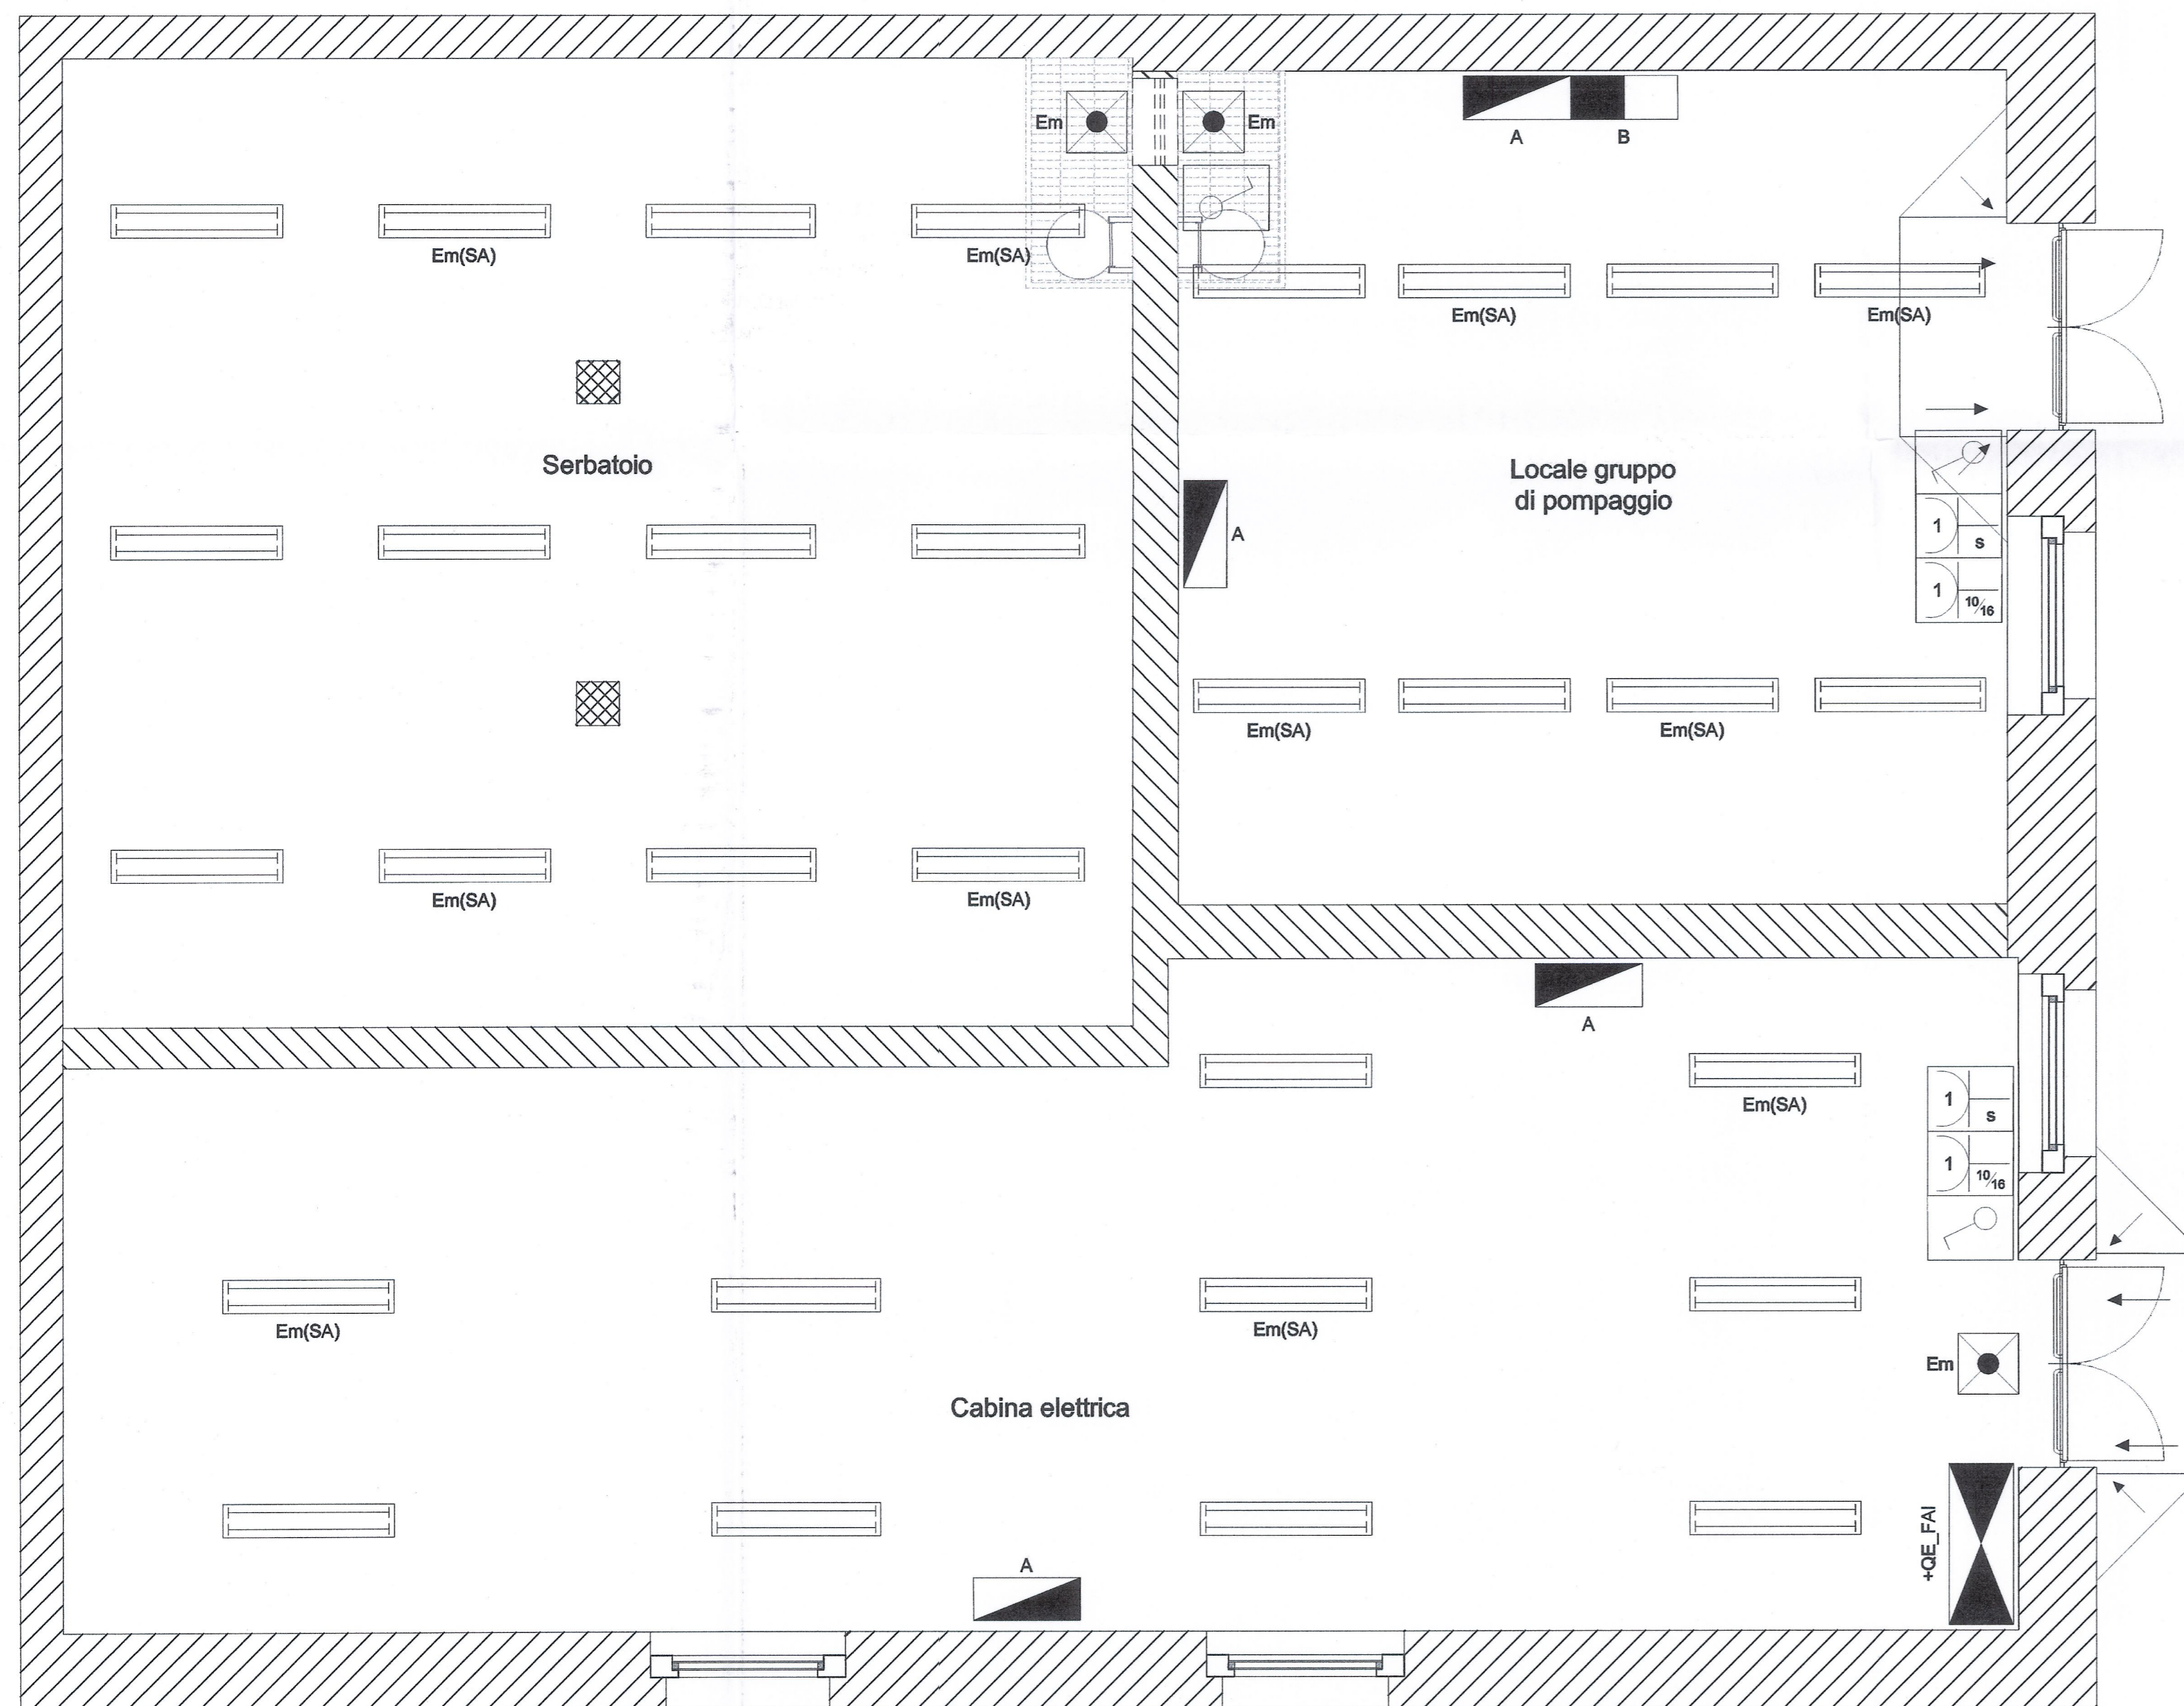 Em
Em
A
B
Em(SA)
Em(SA)
Em(SA)
Em(SA)
Serbatoio
Locale gruppo
di pompaggio
A
1
S
1
10/16
Em(SA)
Em(SA)
Em(SA)
Em(SA)
A
Em(SA)
1
S
1
10/16
Em(SA)
Em(SA)
Em
Cabina elettrica
+QE_FAI
A